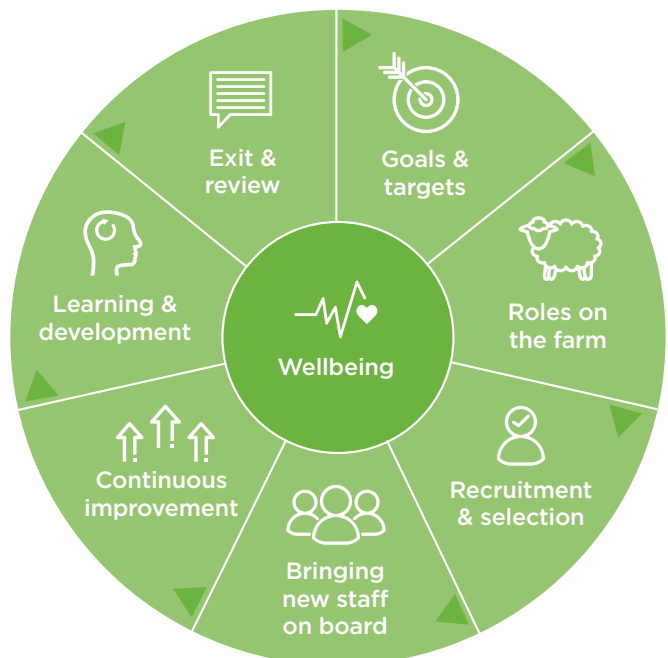 Goals &
targets
Roles on
the farm
Recruitment
& selection
Bringing
new staff
on board
Continuous
improvement
Learning &
development
Exit &
review
Wellbeing